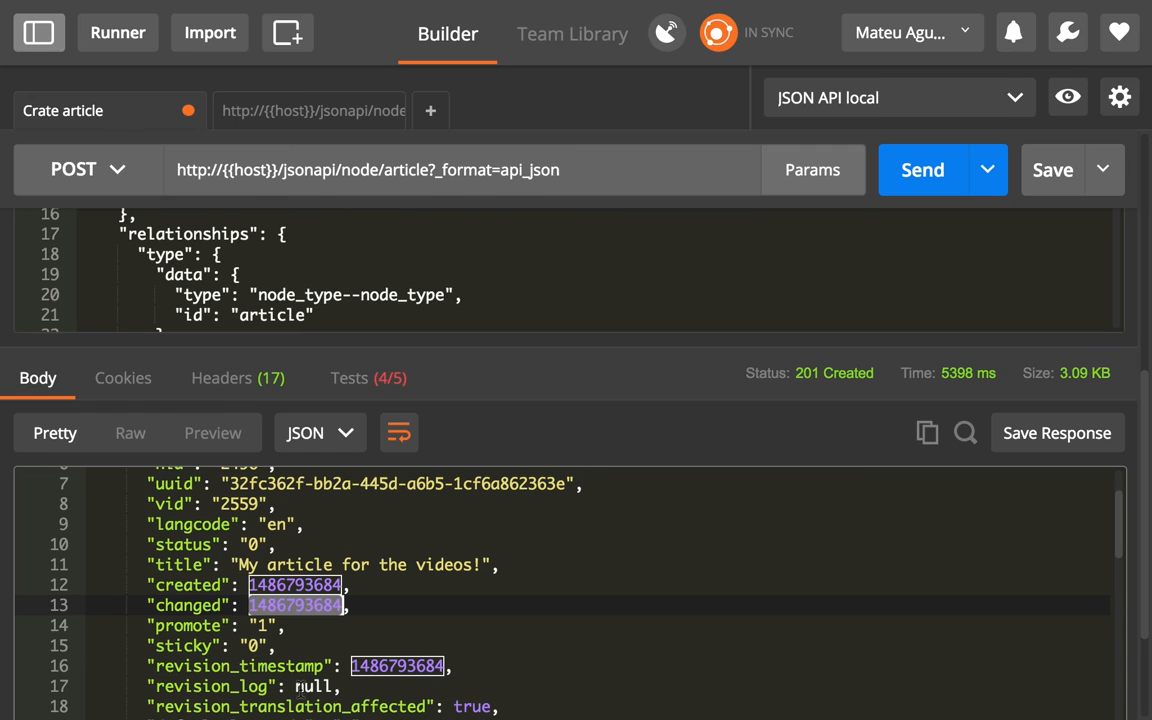 Runner Import Builder Team Library IN SYNC Mateu Agu...
Crate article http://{{host}}/jsonapi/node + JSON API local
POST http://{{host}}/jsonapi/node/article?_format=api_json Params Send Save
16 },
17 "relationships": {
18 "type": {
19 "data": {
20 "type": "node_type--node_type",
21 "id": "article"
Body Cookies Headers (17) Tests (4/5) Status: 201 Created Time: 5398 ms Size: 3.09 KB
Pretty Raw Preview JSON Save Response
7 "uuid": "32fc362f-bb2a-445d-a6b5-1cf6a862363e",
8 "vid": "2559",
9 "langcode": "en",
10 "status": "0",
11 "title": "My article for the videos!",
12 "created": 1486793684,
13 "changed": 1486793684,
14 "promote": "1",
15 "sticky": "0",
16 "revision_timestamp": 1486793684,
17 "revision_log": null,
18 "revision_translation_affected": true,